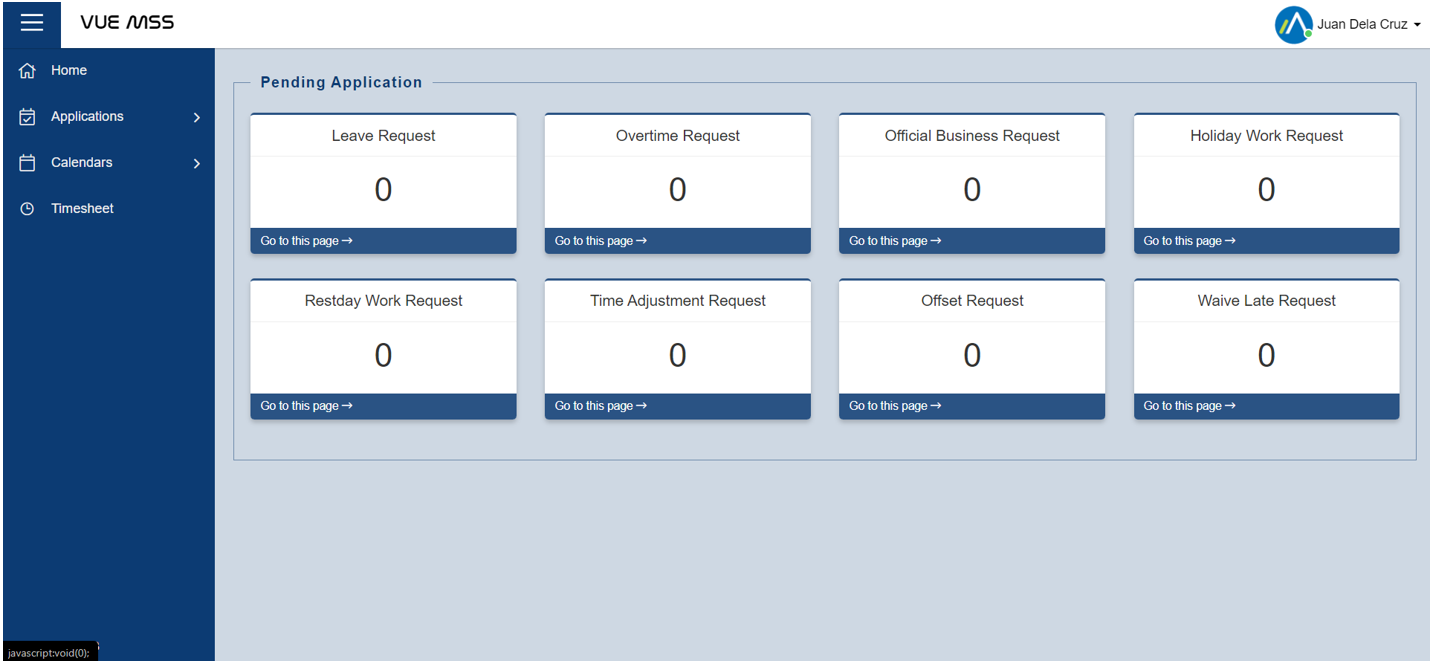 VUE MSS
Juan Dela Cruz
Home
Applications
Calendars
Timesheet
Pending Application
Leave Request
0
Go to this page →
Overtime Request
0
Go to this page →
Official Business Request
0
Go to this page →
Holiday Work Request
0
Go to this page →
Restday Work Request
0
Go to this page →
Time Adjustment Request
0
Go to this page →
Offset Request
0
Go to this page →
Waive Late Request
0
Go to this page →
javascript:void(0);